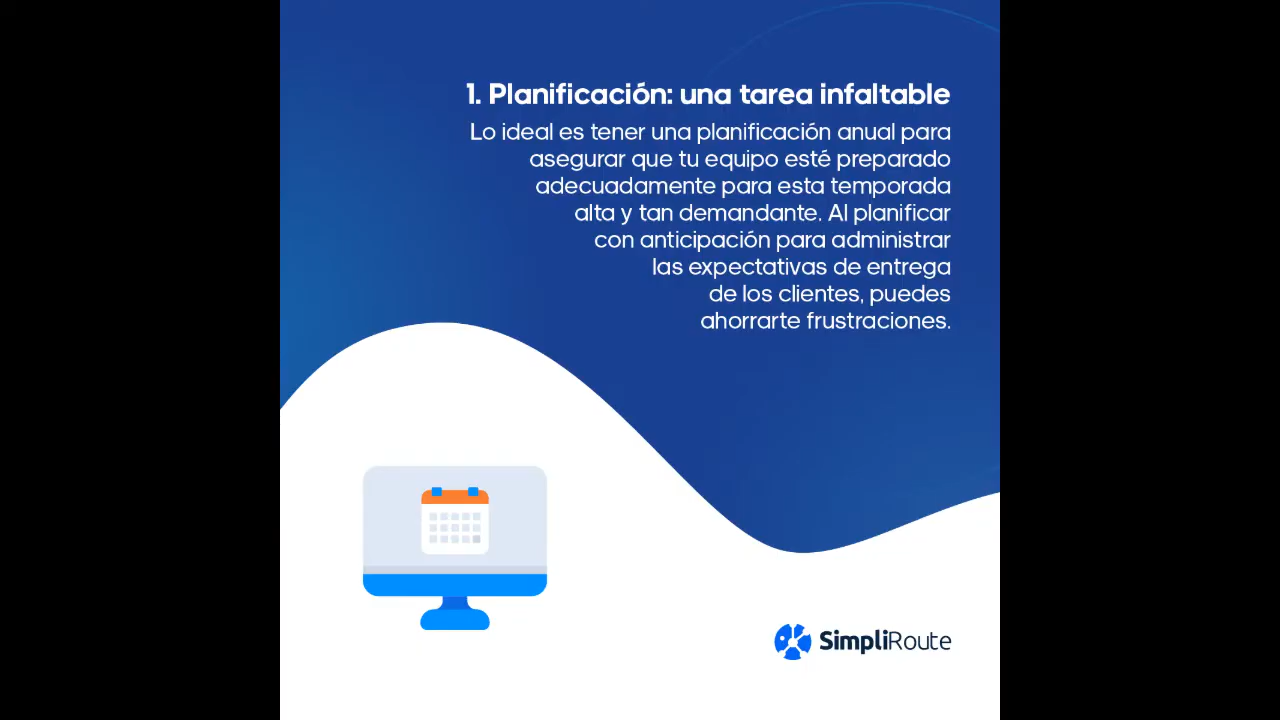 1. Planificación: una tarea infaltable
Lo ideal es tener una planificación anual para
asegurar que tu equipo esté preparado
adecuadamente para esta temporada
alta y tan demandante. Al planificar
con anticipación para administrar
las expectativas de entrega
de los clientes, puedes
ahorrarte frustraciones.
SimpliRoute